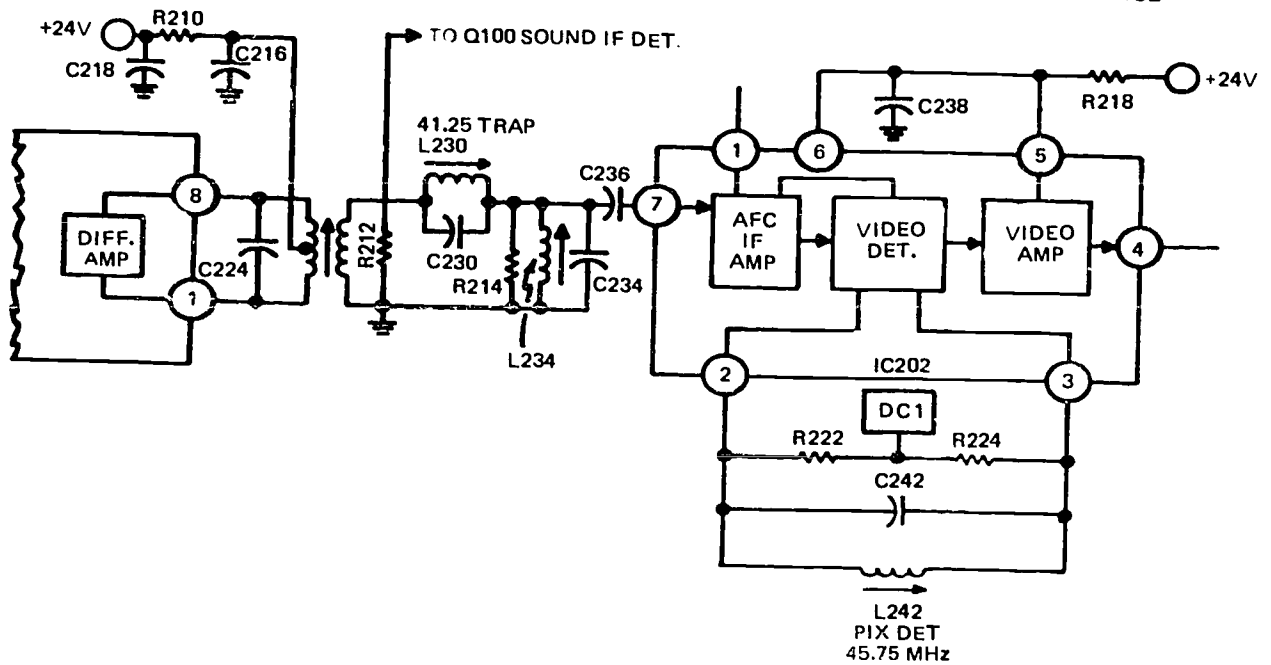 +24V
R210
C218
C216
TO Q100 SOUND IF DET.
41.25 TRAP
L230
C230
R212
R214
L234
C234
C236
C224
DIFF.
AMP
8
1
7
1
6
5
4
2
3
C238
R218
+24V
AFC
IF
AMP
VIDEO
DET.
VIDEO
AMP
IC202
DC1
R222
R224
C242
L242
PIX DET
45.75 MHz